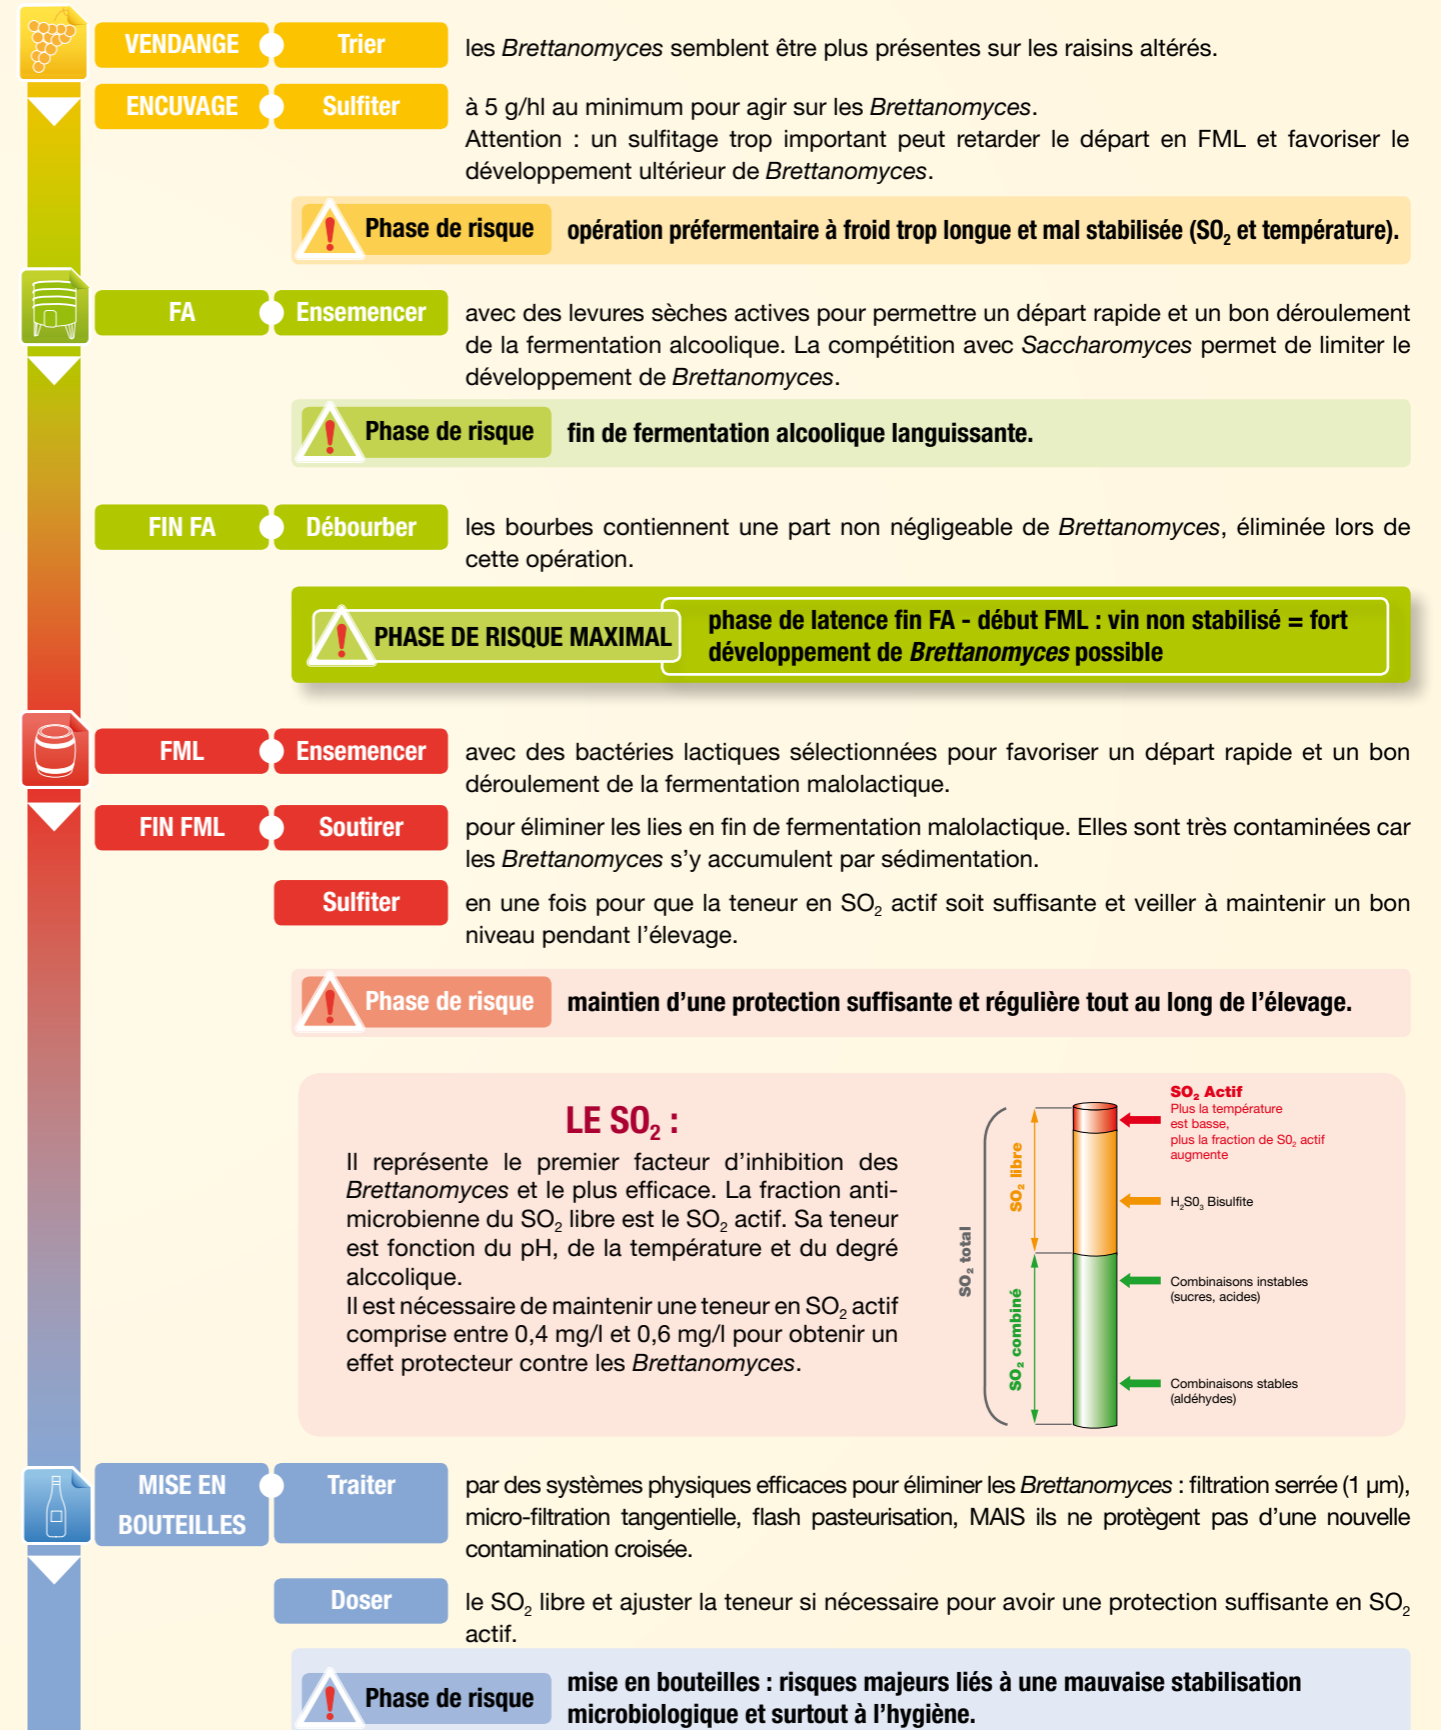 VENDANGE Trier les Brettanomyces semblent être plus présentes sur les raisins altérés.
ENCUVAGE Sulfiter à 5 g/hl au minimum pour agir sur les Brettanomyces.
Attention : un sulfitage trop important peut retarder le départ en FML et favoriser le
développement ultérieur de Brettanomyces.
Phase de risque opération préfermentaire à froid trop longue et mal stabilisée (SO₂ et température).
FA Ensemencer avec des levures sèches actives pour permettre un départ rapide et un bon déroulement
de la fermentation alcoolique. La compétition avec Saccharomyces permet de limiter le
développement de Brettanomyces.
Phase de risque fin de fermentation alcoolique languissante.
FIN FA Débourber les bourbes contiennent une part non négligeable de Brettanomyces, éliminée lors de
cette opération.
PHASE DE RISQUE MAXIMAL
phase de latence fin FA - début FML : vin non stabilisé = fort
développement de Brettanomyces possible
FML Ensemencer avec des bactéries lactiques sélectionnées pour favoriser un départ rapide et un bon
déroulement de la fermentation malolactique.
FIN FML Soutirer pour éliminer les lies en fin de fermentation malolactique. Elles sont très contaminées car
les Brettanomyces s’y accumulent par sédimentation.
Sulfiter en une fois pour que la teneur en SO₂ actif soit suffisante et veiller à maintenir un bon
niveau pendant l’élevage.
Phase de risque maintien d’une protection suffisante et régulière tout au long de l’élevage.
LE SO₂ :
Il représente le premier facteur d’inhibition des
Brettanomyces et le plus efficace. La fraction anti-
microbienne du SO₂ libre est le SO₂ actif. Sa teneur
est fonction du pH, de la température et du degré
alccolique.
Il est nécessaire de maintenir une teneur en SO₂ actif
comprise entre 0,4 mg/l et 0,6 mg/l pour obtenir un
effet protecteur contre les Brettanomyces.
SO₂ total
SO₂ libre
SO₂ combiné
SO₂ Actif
Plus la température
est basse,
plus la fraction de S0₂ actif
augmente
H₂S0₃ Bisulfite
Combinaisons instables
(sucres, acides)
Combinaisons stables
(aldéhydes)
MISE EN
BOUTEILLES
Traiter
par des systèmes physiques efficaces pour éliminer les Brettanomyces : filtration serrée (1 µm),
micro-filtration tangentielle, flash pasteurisation, MAIS ils ne protègent pas d’une nouvelle
contamination croisée.
Doser le SO₂ libre et ajuster la teneur si nécessaire pour avoir une protection suffisante en SO₂
actif.
Phase de risque
mise en bouteilles : risques majeurs liés à une mauvaise stabilisation
microbiologique et surtout à l’hygiène.